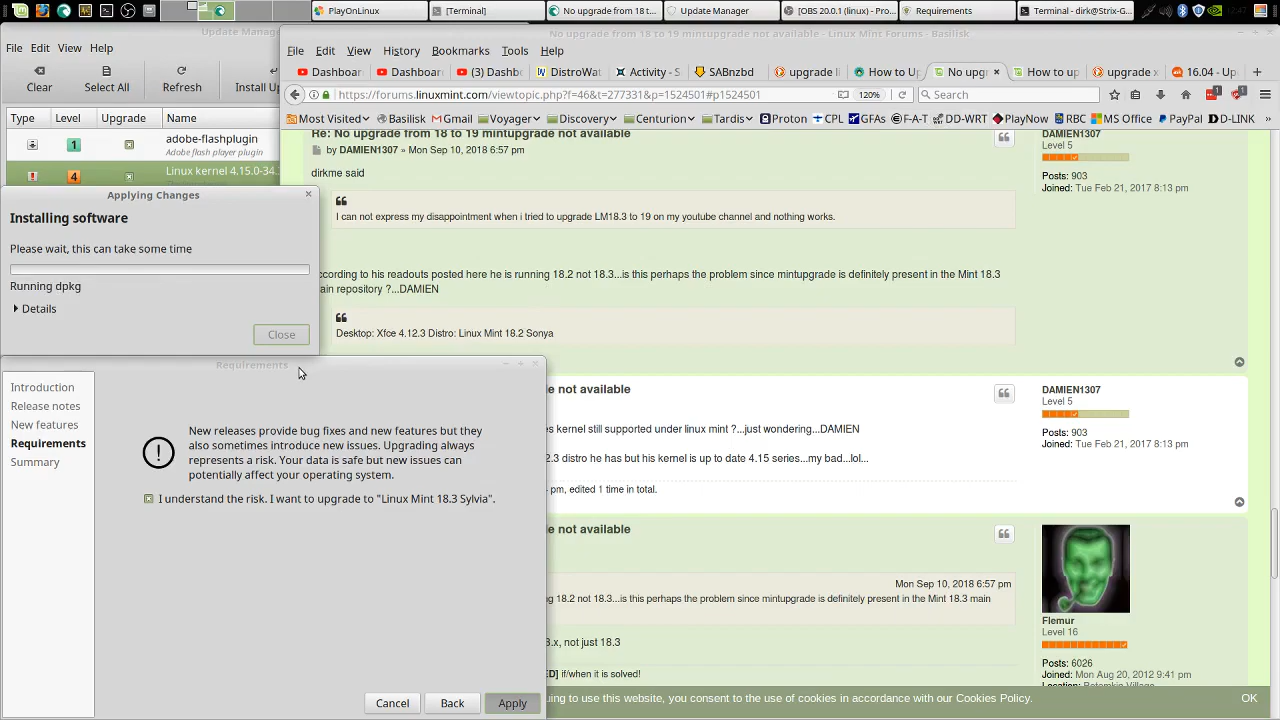 Terminal
PlayOnLinux
[Terminal]
No upgrade from 18 t...
Update Manager
[OBS 20.0.1 (linux) - Pro...
Requirements
Terminal - dirk@Strix-G...
Update Mana
File Edit View Help
Clear
Select All
Refresh
Install U
Type Level Upgrade Name
1 adobe-flashplugin
Adobe flash player plugin
4 Linux kernel 4.15.0-34.
No upgrade from 18 to 19 mintupgrade not available - Linux Mint Forums - Basilisk
File Edit View History Bookmarks Tools Help
Dashboar
Dashboar
(3) Dashb
DistroWat
Activity - S
SABnzbd
upgrade l
How to Up
No upgr
How to up
upgrade x
16.04 - Up
https://forums.linuxmint.com/viewtopic.php?f=46&t=277331&p=1524501#p1524501
120%
Search
Most Visited Basilisk Gmail Voyager Discovery Centurion Tardis Proton CPL GFAs F-A-T DD-WRT PlayNow RBC MS Office PayPal D-LINK
Re: No upgrade from 18 to 19 mintupgrade not available
by DAMIEN1307 » Mon Sep 10, 2018 6:57 pm
dirkme said
I can not express my disappointment when i tried to upgrade LM18.3 to 19 on my youtube channel and nothing works.
ccording to his readouts posted here he is running 18.2 not 18.3...is this perhaps the problem since mintupgrade is definitely present in the Mint 18.3
ain repository ?...DAMIEN
Desktop: Xfce 4.12.3 Distro: Linux Mint 18.2 Sonya
DAMIEN1307
Level 5
Posts: 903
Joined: Tue Feb 21, 2017 8:13 pm
Applying Changes
Installing software
Please wait, this can take some time
Running dpkg
Details
Close
Requirements
Introduction
Release notes
New features
Requirements
Summary
New releases provide bug fixes and new features but they
also sometimes introduce new issues. Upgrading always
represents a risk. Your data is safe but new issues can
potentially affect your operating system.
I understand the risk. I want to upgrade to "Linux Mint 18.3 Sylvia".
Cancel
Back
Apply
e not available
es kernel still supported under linux mint ?...just wondering...DAMIEN
.3 distro he has but his kernel is up to date 4.15 series...my bad...lol...
pm, edited 1 time in total.
DAMIEN1307
Level 5
Posts: 903
Joined: Tue Feb 21, 2017 8:13 pm
e not available
Mon Sep 10, 2018 6:57 pm
ng 18.2 not 18.3...is this perhaps the problem since mintupgrade is definitely present in the Mint 18.3 main
3.x, not just 18.3
ED] if/when it is solved!
Flemur
Level 16
Posts: 6026
Joined: Mon Aug 20, 2012 9:41 pm
uing to use this website, you consent to the use of cookies in accordance with our Cookies Policy.
OK